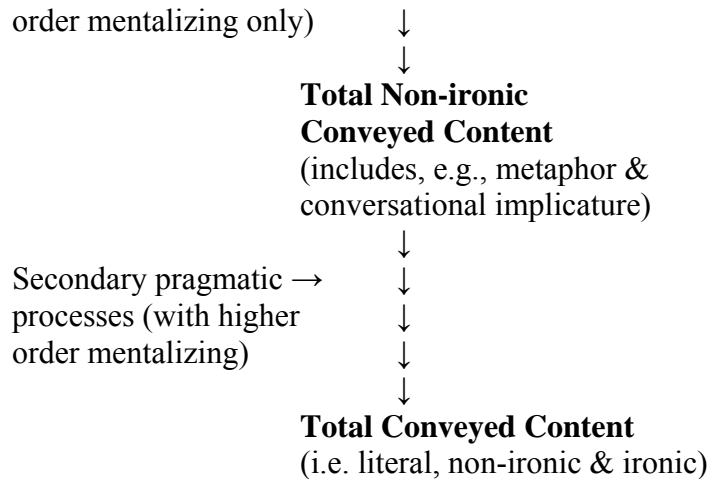 order mentalizing only) ↓
↓
Total Non-ironic
Conveyed Content
(includes, e.g., metaphor &
conversational implicature)
↓
Secondary pragmatic → ↓
processes (with higher ↓
order mentalizing) ↓
↓
Total Conveyed Content
(i.e. literal, non-ironic & ironic)